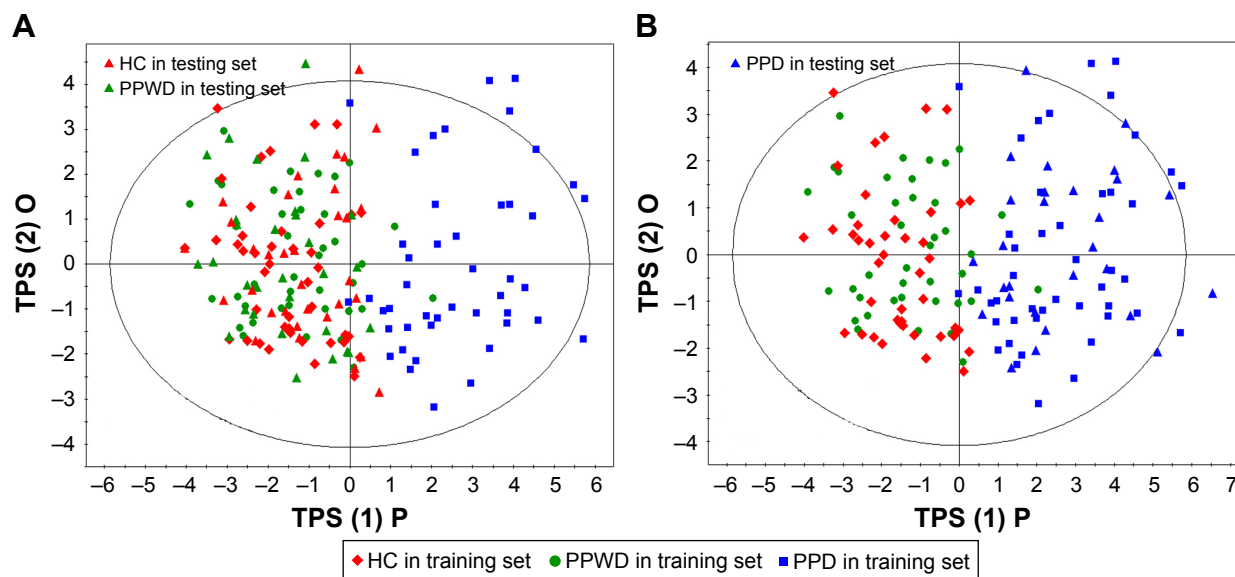 A
HC in testing set
PPWD in testing set
TPS (2) O
4
3
2
1
0
–1
–2
–3
–4
–6 –5 –4 –3 –2 –1 0 1 2 3 4 5 6
TPS (1) P
B
PPD in testing set
TPS (2) O
4
3
2
1
0
–1
–2
–3
–4
–6 –5 –4 –3 –2 –1 0 1 2 3 4 5 6 7
TPS (1) P
HC in training set PPWD in training set PPD in training set